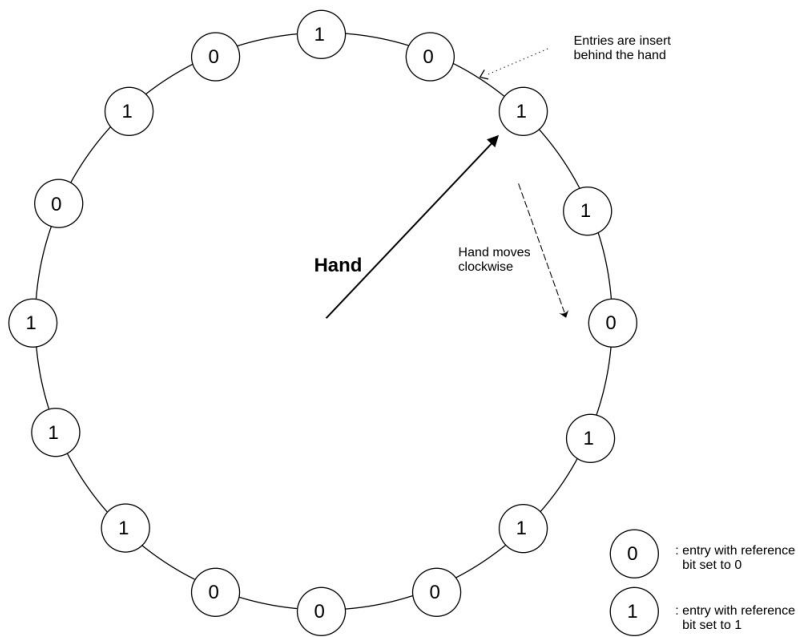 1
0
0
Entries are insert
behind the hand
1
1
0
1
Hand moves
clockwise
Hand
1
0
1
1
1
1
0
: entry with reference
bit set to 0
0
0
0
1
: entry with reference
bit set to 1